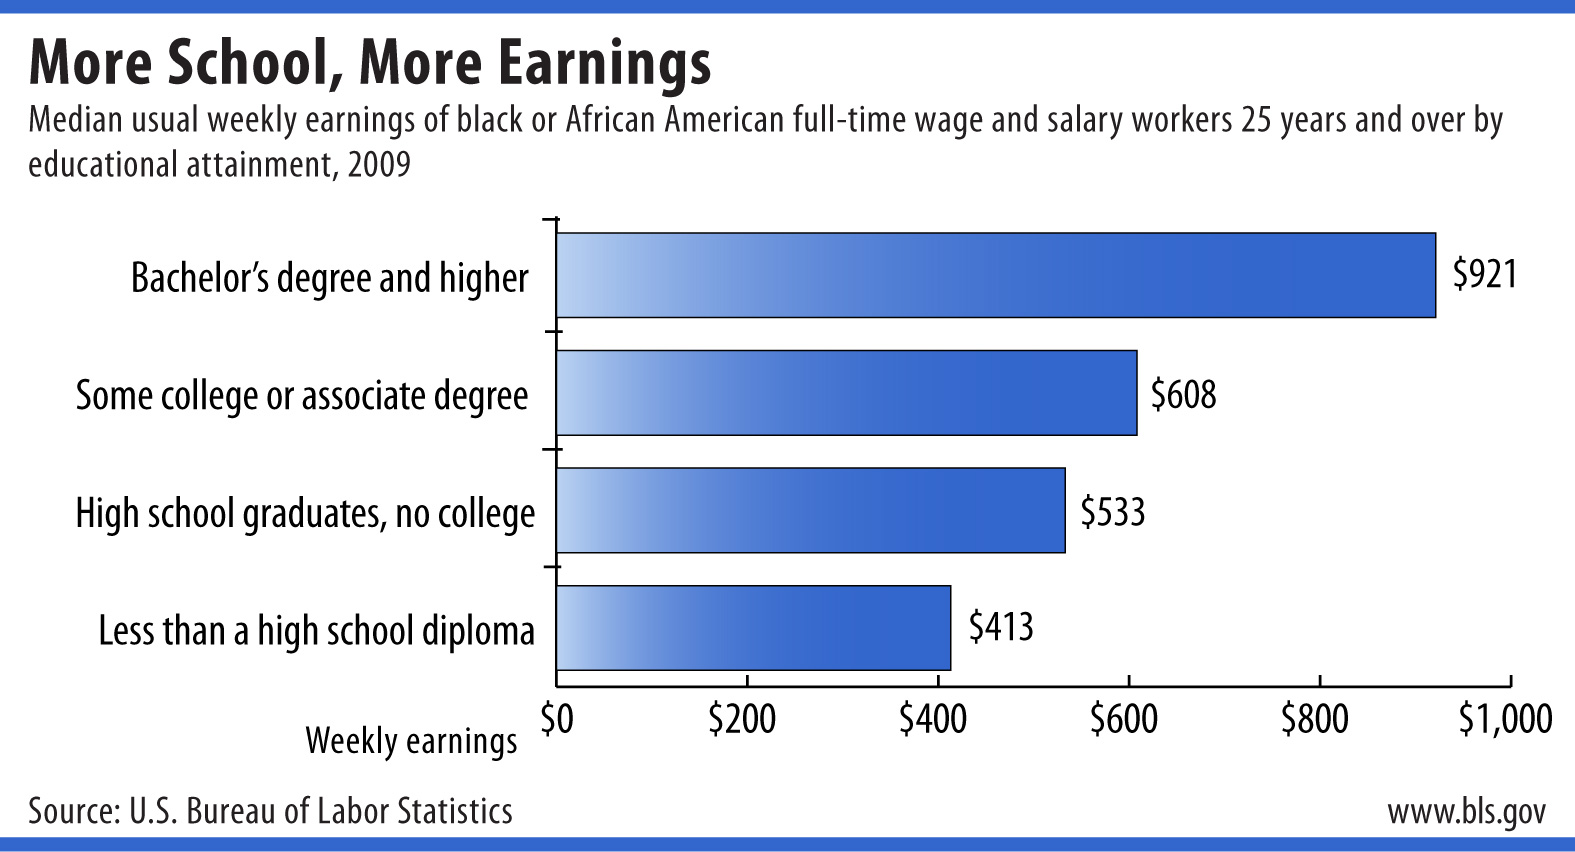 More School, More Earnings
Median usual weekly earnings of black or African American full-time wage and salary workers 25 years and over by
educational attainment, 2009
Bachelor’s degree and higher $921
Some college or associate degree $608
High school graduates, no college $533
Less than a high school diploma $413
$0 $200 $400 $600 $800 $1,000
Weekly earnings
Source: U.S. Bureau of Labor Statistics www.bls.gov